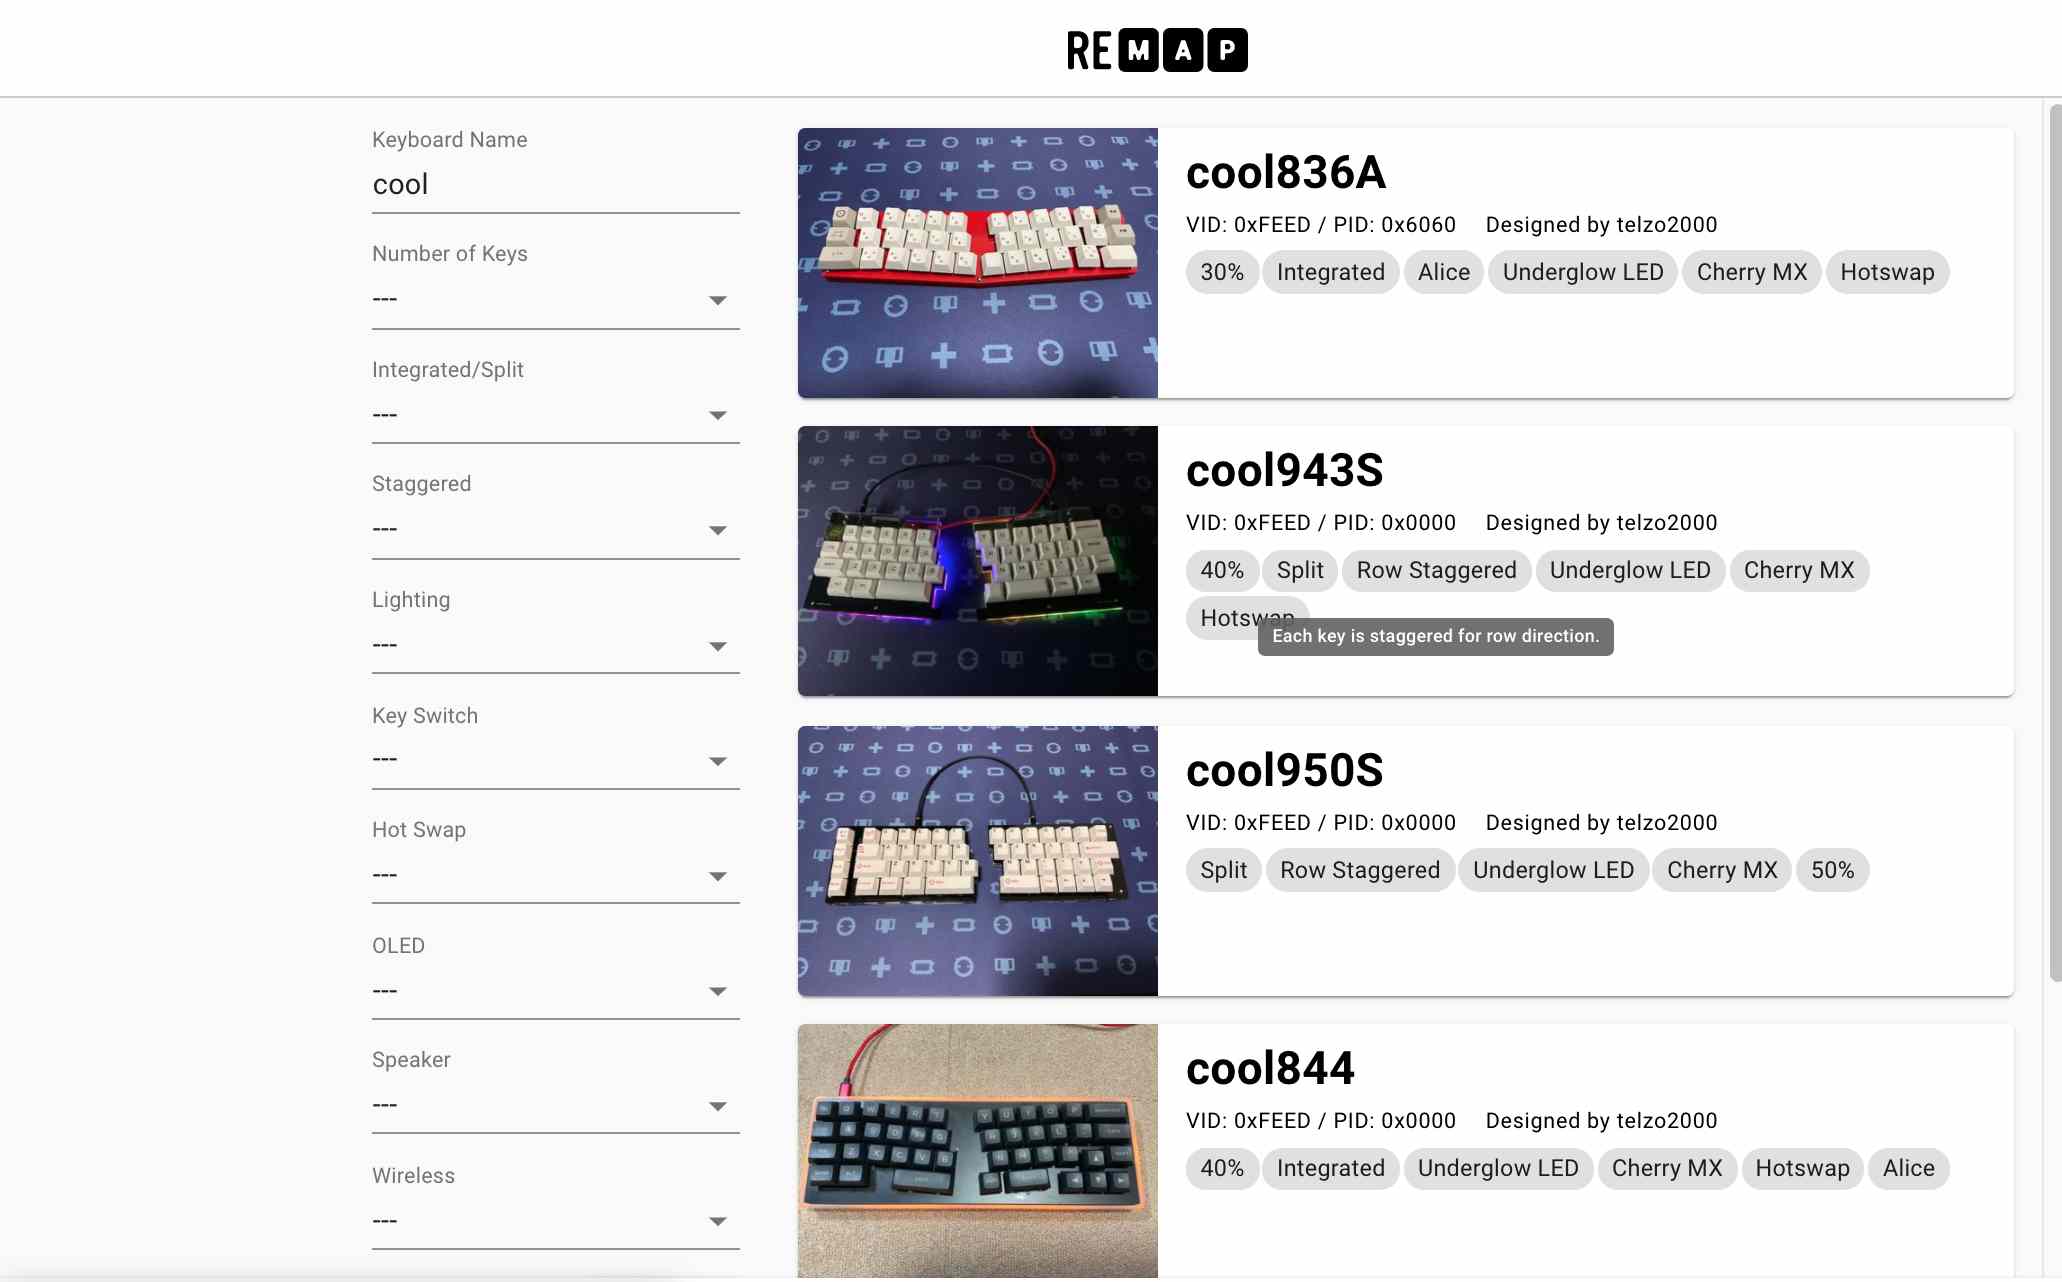 REMAP
Keyboard Name
cool
Number of Keys
---
Integrated/Split
---
Staggered
---
Lighting
---
Key Switch
---
Hot Swap
---
OLED
---
Speaker
---
Wireless
---
cool836A
VID: 0xFEED / PID: 0x6060 Designed by telzo2000
30% Integrated Alice Underglow LED Cherry MX Hotswap
cool943S
VID: 0xFEED / PID: 0x0000 Designed by telzo2000
40% Split Row Staggered Underglow LED Cherry MX
Hotswap
Each key is staggered for row direction.
cool950S
VID: 0xFEED / PID: 0x0000 Designed by telzo2000
Split Row Staggered Underglow LED Cherry MX 50%
cool844
VID: 0xFEED / PID: 0x0000 Designed by telzo2000
40% Integrated Underglow LED Cherry MX Hotswap Alice